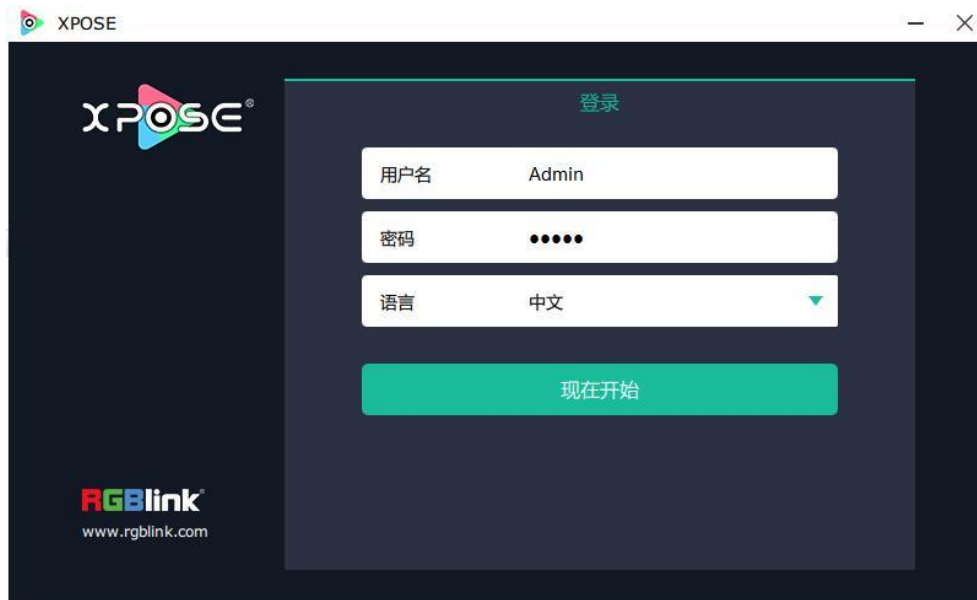 XPOSE
XPOSE®
登录
用户名 Admin
密码 •••••
语言 中文
现在开始
RGBlink®
www.rgblink.com